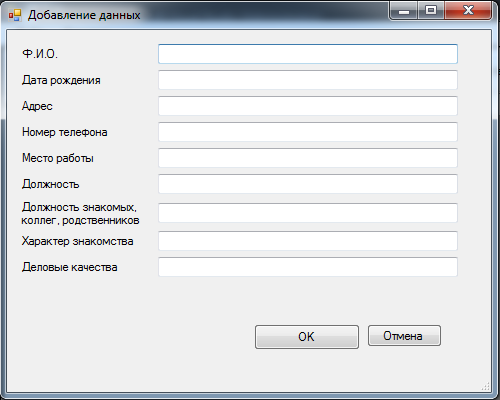 Добавление данных
Ф.И.О.
Дата рождения
Адрес
Номер телефона
Место работы
Должность
Должность знакомых,
коллег, родственников
Характер знакомства
Деловые качества
OK
Отмена